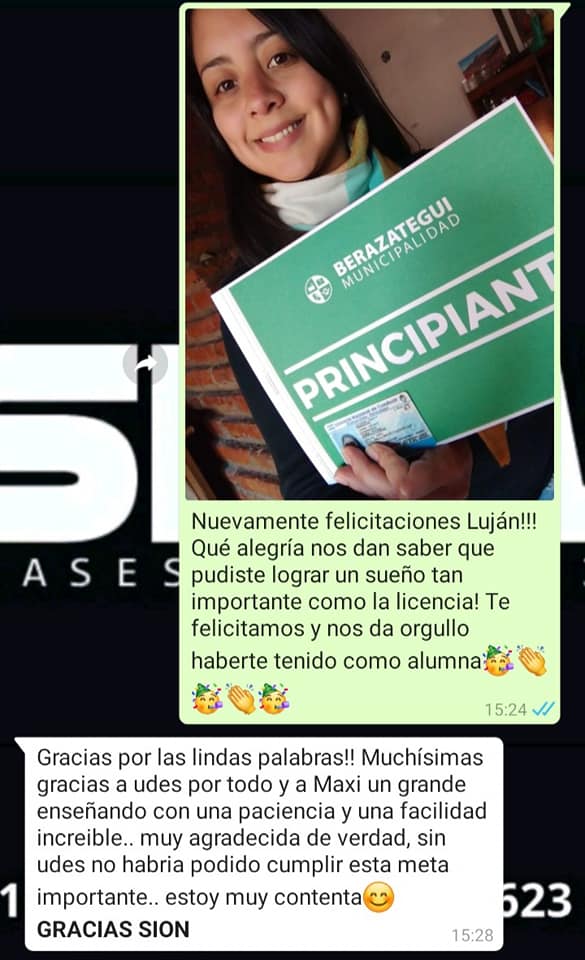 BERAZATEGUI
MUNICIPALIDAD
PRINCIPIANT
Nuevamente felicitaciones Luján!!!
Qué alegría nos dan saber que
pudiste lograr un sueño tan
importante como la licencia! Te
felicitamos y nos da orgullo
haberte tenido como alumna🥳👏
🥳👏🥳
15:24
Gracias por las lindas palabras!! Muchísimas
gracias a udes por todo y a Maxi un grande
enseñando con una paciencia y una facilidad
increible.. muy agradecida de verdad, sin
udes no habria podido cumplir esta meta
importante.. estoy muy contenta😊
GRACIAS SION
15:28
S
ASES
1
623